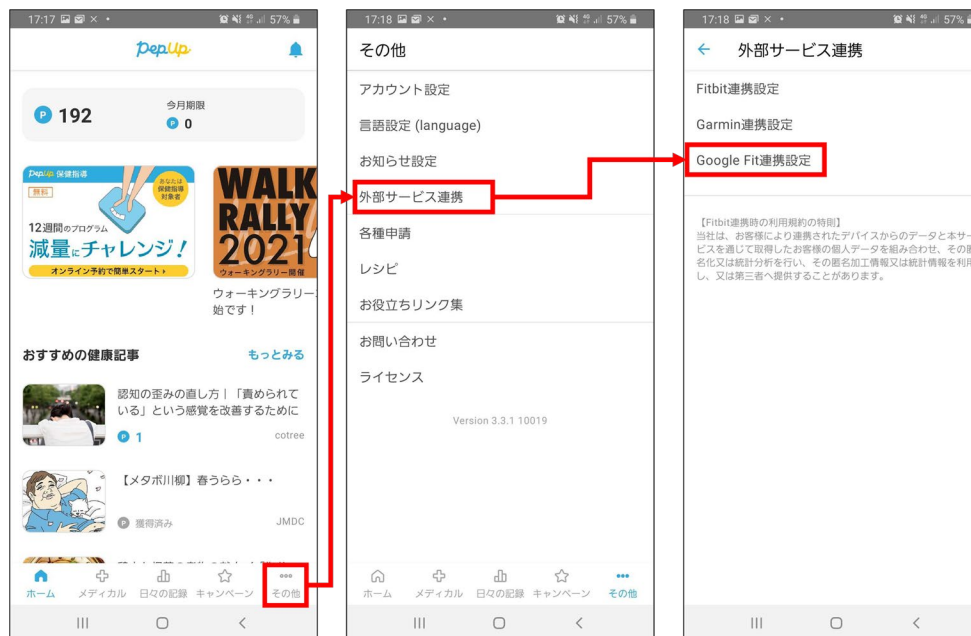 17:17
57%
PepUp
P 192
今月期限
P 0
PepUp 保健指導
無料
あなたは
保健指導
対象者
12週間のプログラム
減量にチャレンジ!
オンライン予約で簡単スタート
WALK
RALLY
2021
ウォーキングラリー開催
ウォーキングラリー
始です!
おすすめの健康記事
もっとみる
認知の歪みの直し方|「責められて
いる」という感覚を改善するために
P 1
cotree
【メタボ川柳】春うらら・・・
P 獲得済み
JMDC
ホーム
メディカル
日々の記録
キャンペーン
その他
17:18
57%
その他
アカウント設定
言語設定 (language)
お知らせ設定
外部サービス連携
各種申請
レシピ
お役立ちリンク集
お問い合わせ
ライセンス
Version 3.3.1 10019
ホーム
メディカル
日々の記録
キャンペーン
その他
17:18
57%
外部サービス連携
Fitbit連携設定
Garmin連携設定
Google Fit連携設定
【Fitbit連携時の利用規約の特則】
当社は、お客様により連携されたデバイスからのデータと本サー
ビスを通じて取得したお客様の個人データを組み合わせ、その匿
名化又は統計分析を行い、その匿名加工情報又は統計情報を利用
し、又は第三者へ提供することがあります。